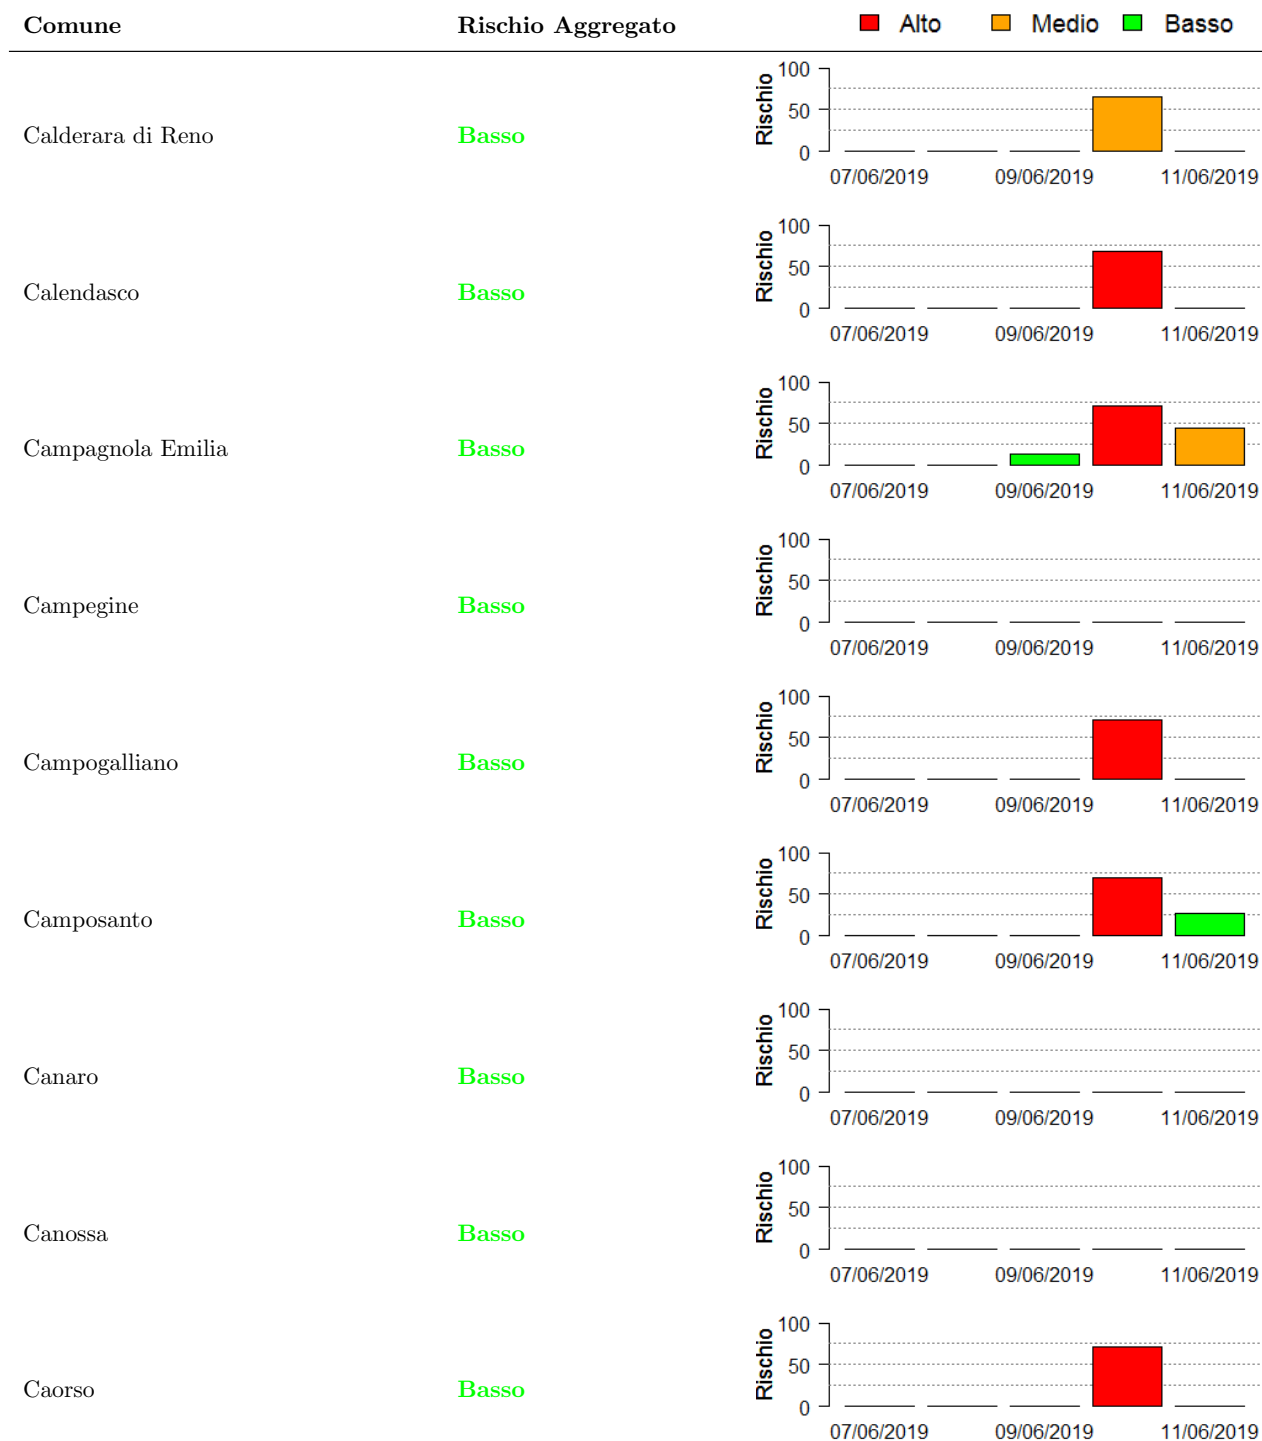 Comune Rischio Aggregato Alto Medio Basso
Calderara di Reno Basso Rischio 100 50 0
07/06/2019 09/06/2019 11/06/2019
Calendasco Basso Rischio 100 50 0
07/06/2019 09/06/2019 11/06/2019
Campagnola Emilia Basso Rischio 100 50 0
07/06/2019 09/06/2019 11/06/2019
Campegine Basso Rischio 100 50 0
07/06/2019 09/06/2019 11/06/2019
Campogalliano Basso Rischio 100 50 0
07/06/2019 09/06/2019 11/06/2019
Camposanto Basso Rischio 100 50 0
07/06/2019 09/06/2019 11/06/2019
Canaro Basso Rischio 100 50 0
07/06/2019 09/06/2019 11/06/2019
Canossa Basso Rischio 100 50 0
07/06/2019 09/06/2019 11/06/2019
Caorso Basso Rischio 100 50 0
07/06/2019 09/06/2019 11/06/2019